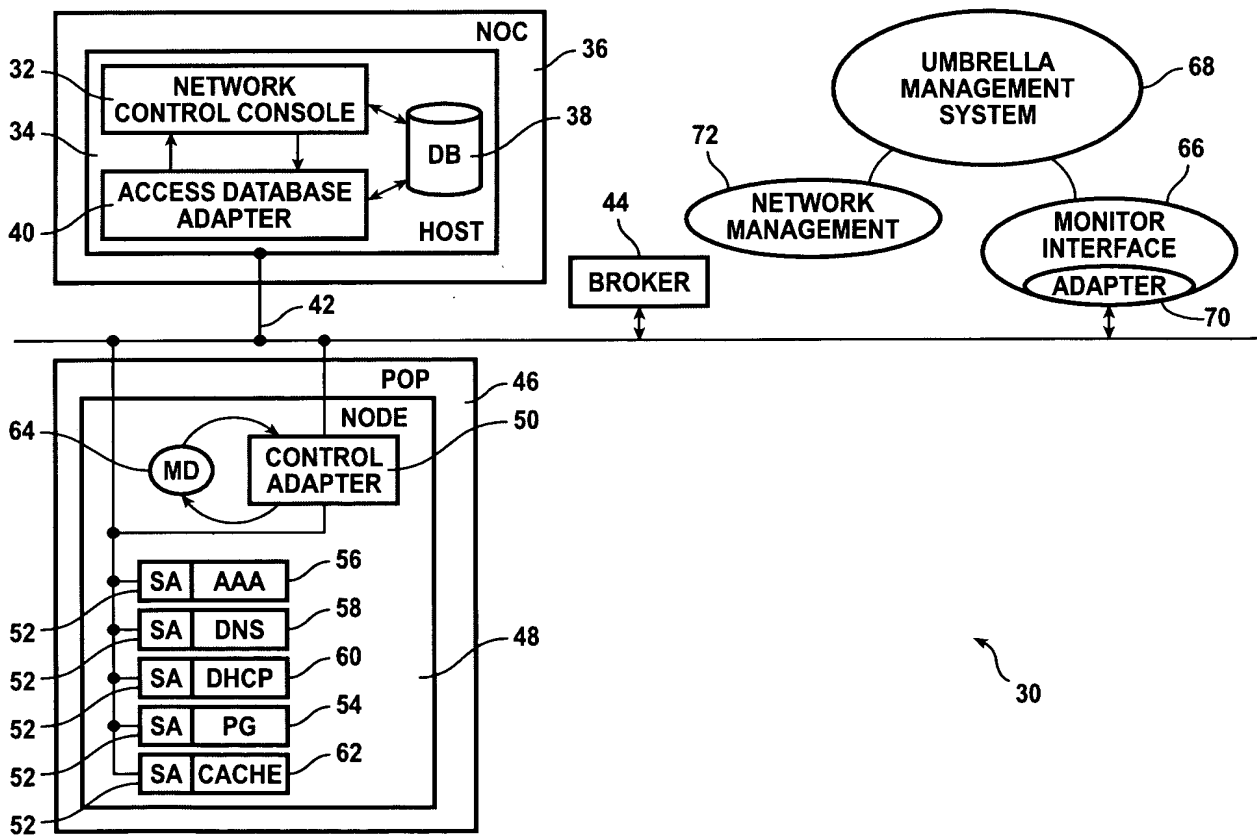 NOC
36
32
NETWORK
CONTROL CONSOLE
34
DB
38
ACCESS DATABASE
ADAPTER
40
HOST
42
UMBRELLA
MANAGEMENT
SYSTEM
68
72
NETWORK
MANAGEMENT
66
MONITOR
INTERFACE
ADAPTER
70
44
BROKER
POP
46
NODE
50
64
MD
CONTROL
ADAPTER
SA AAA
56
52
SA DNS
58
52
48
SA DHCP
60
52
SA PG
54
52
SA CACHE
62
52
30